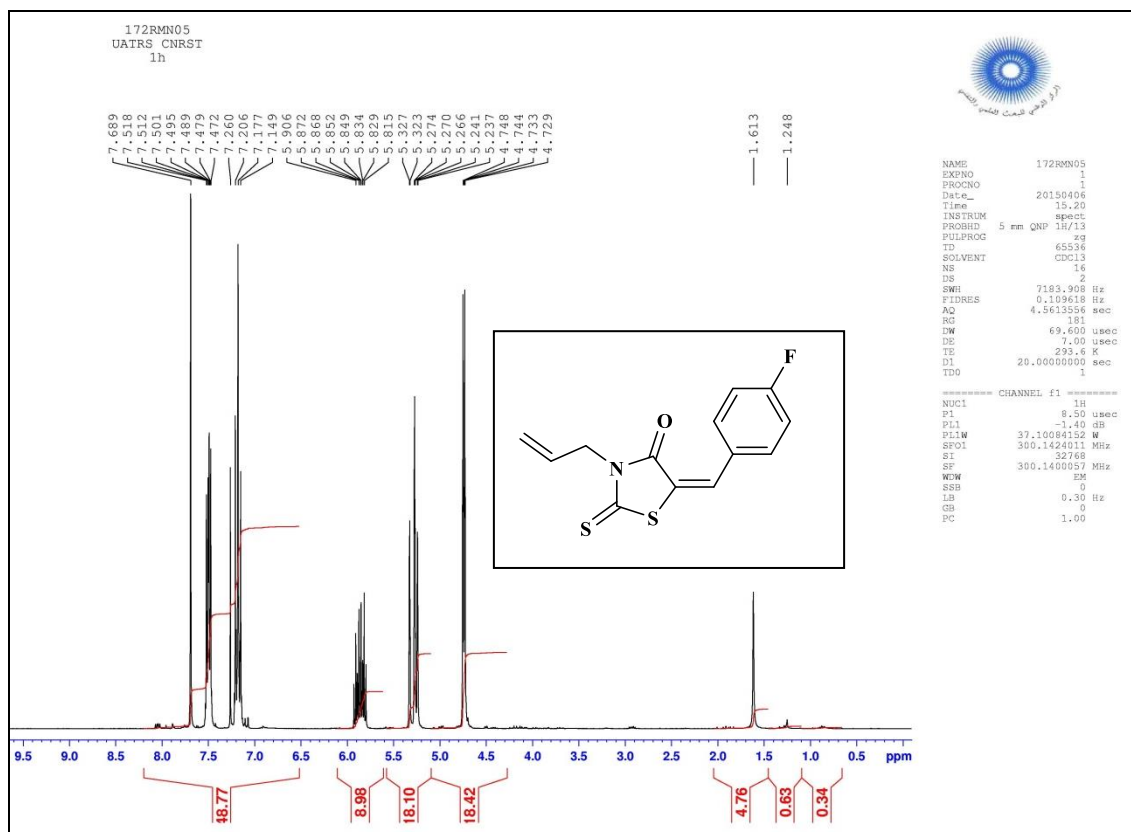 172RMN05
UATRS CNRST
1h
7.689
7.518
7.512
7.501
7.495
7.489
7.479
7.472
7.260
7.206
7.177
7.149
5.906
5.872
5.868
5.852
5.849
5.834
5.829
5.815
5.327
5.323
5.274
5.270
5.266
5.241
5.237
4.748
4.744
4.733
4.729
1.613
1.248
NAME 172RMN05
EXPNO 1
PROCNO 1
Date_ 20150406
Time 15.20
INSTRUM spect
PROBHD 5 mm QNP 1H/13
PULPROG zg
TD 65536
SOLVENT CDCl3
NS 16
DS 2
SWH 7183.908 Hz
FIDRES 0.109618 Hz
AQ 4.5613556 sec
RG 181
DW 69.600 usec
DE 7.00 usec
TE 293.6 K
D1 20.00000000 sec
TD0 1
======== CHANNEL f1 ========
NUC1 1H
P1 8.50 usec
PL1 -1.40 dB
PL1W 37.10084152 W
SFO1 300.1424011 MHz
SI 32768
SF 300.1400057 MHz
WDW EM
SSB 0
LB 0.30 Hz
GB 0
PC 1.00
F
O
N
S
S
9.5 9.0 8.5 8.0 7.5 7.0 6.5 6.0 5.5 5.0 4.5 4.0 3.5 3.0 2.5 2.0 1.5 1.0 0.5 ppm
48.77
8.98
18.10
18.42
4.76
0.63
0.34